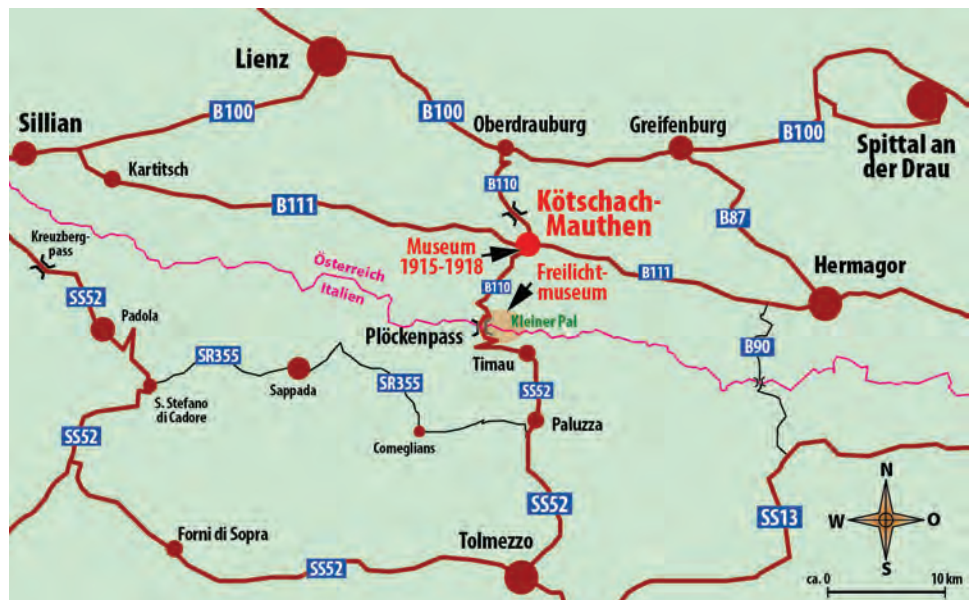 Lienz
B100
B100
Sillian
Oberdrauburg
Greifenburg
B100
Spittal an
der Drau
Kartitsch
B110
B111
Kötschach-
Mauthen
B87
Museum
1915-1918
Kreuzberg-
pass
Österreich
Italien
B111
Freilicht-
museum
Hermagor
SS52
B110
Padola
Plöckenpass
Kleiner Pal
B90
Timau
SR355
Sappada
SR355
S. Stefano
di Cadore
SS52
Paluzza
SS52
Comeglians
SS52
SS13
N
W
O
S
Forni di Sopra
Tolmezzo
SS52
ca. 0
10 km